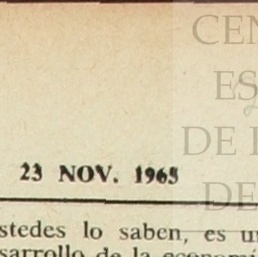 CEN
ES
DE
DE
23 NOV. 1965
stedes lo saben, es u
sarrollo de la economí